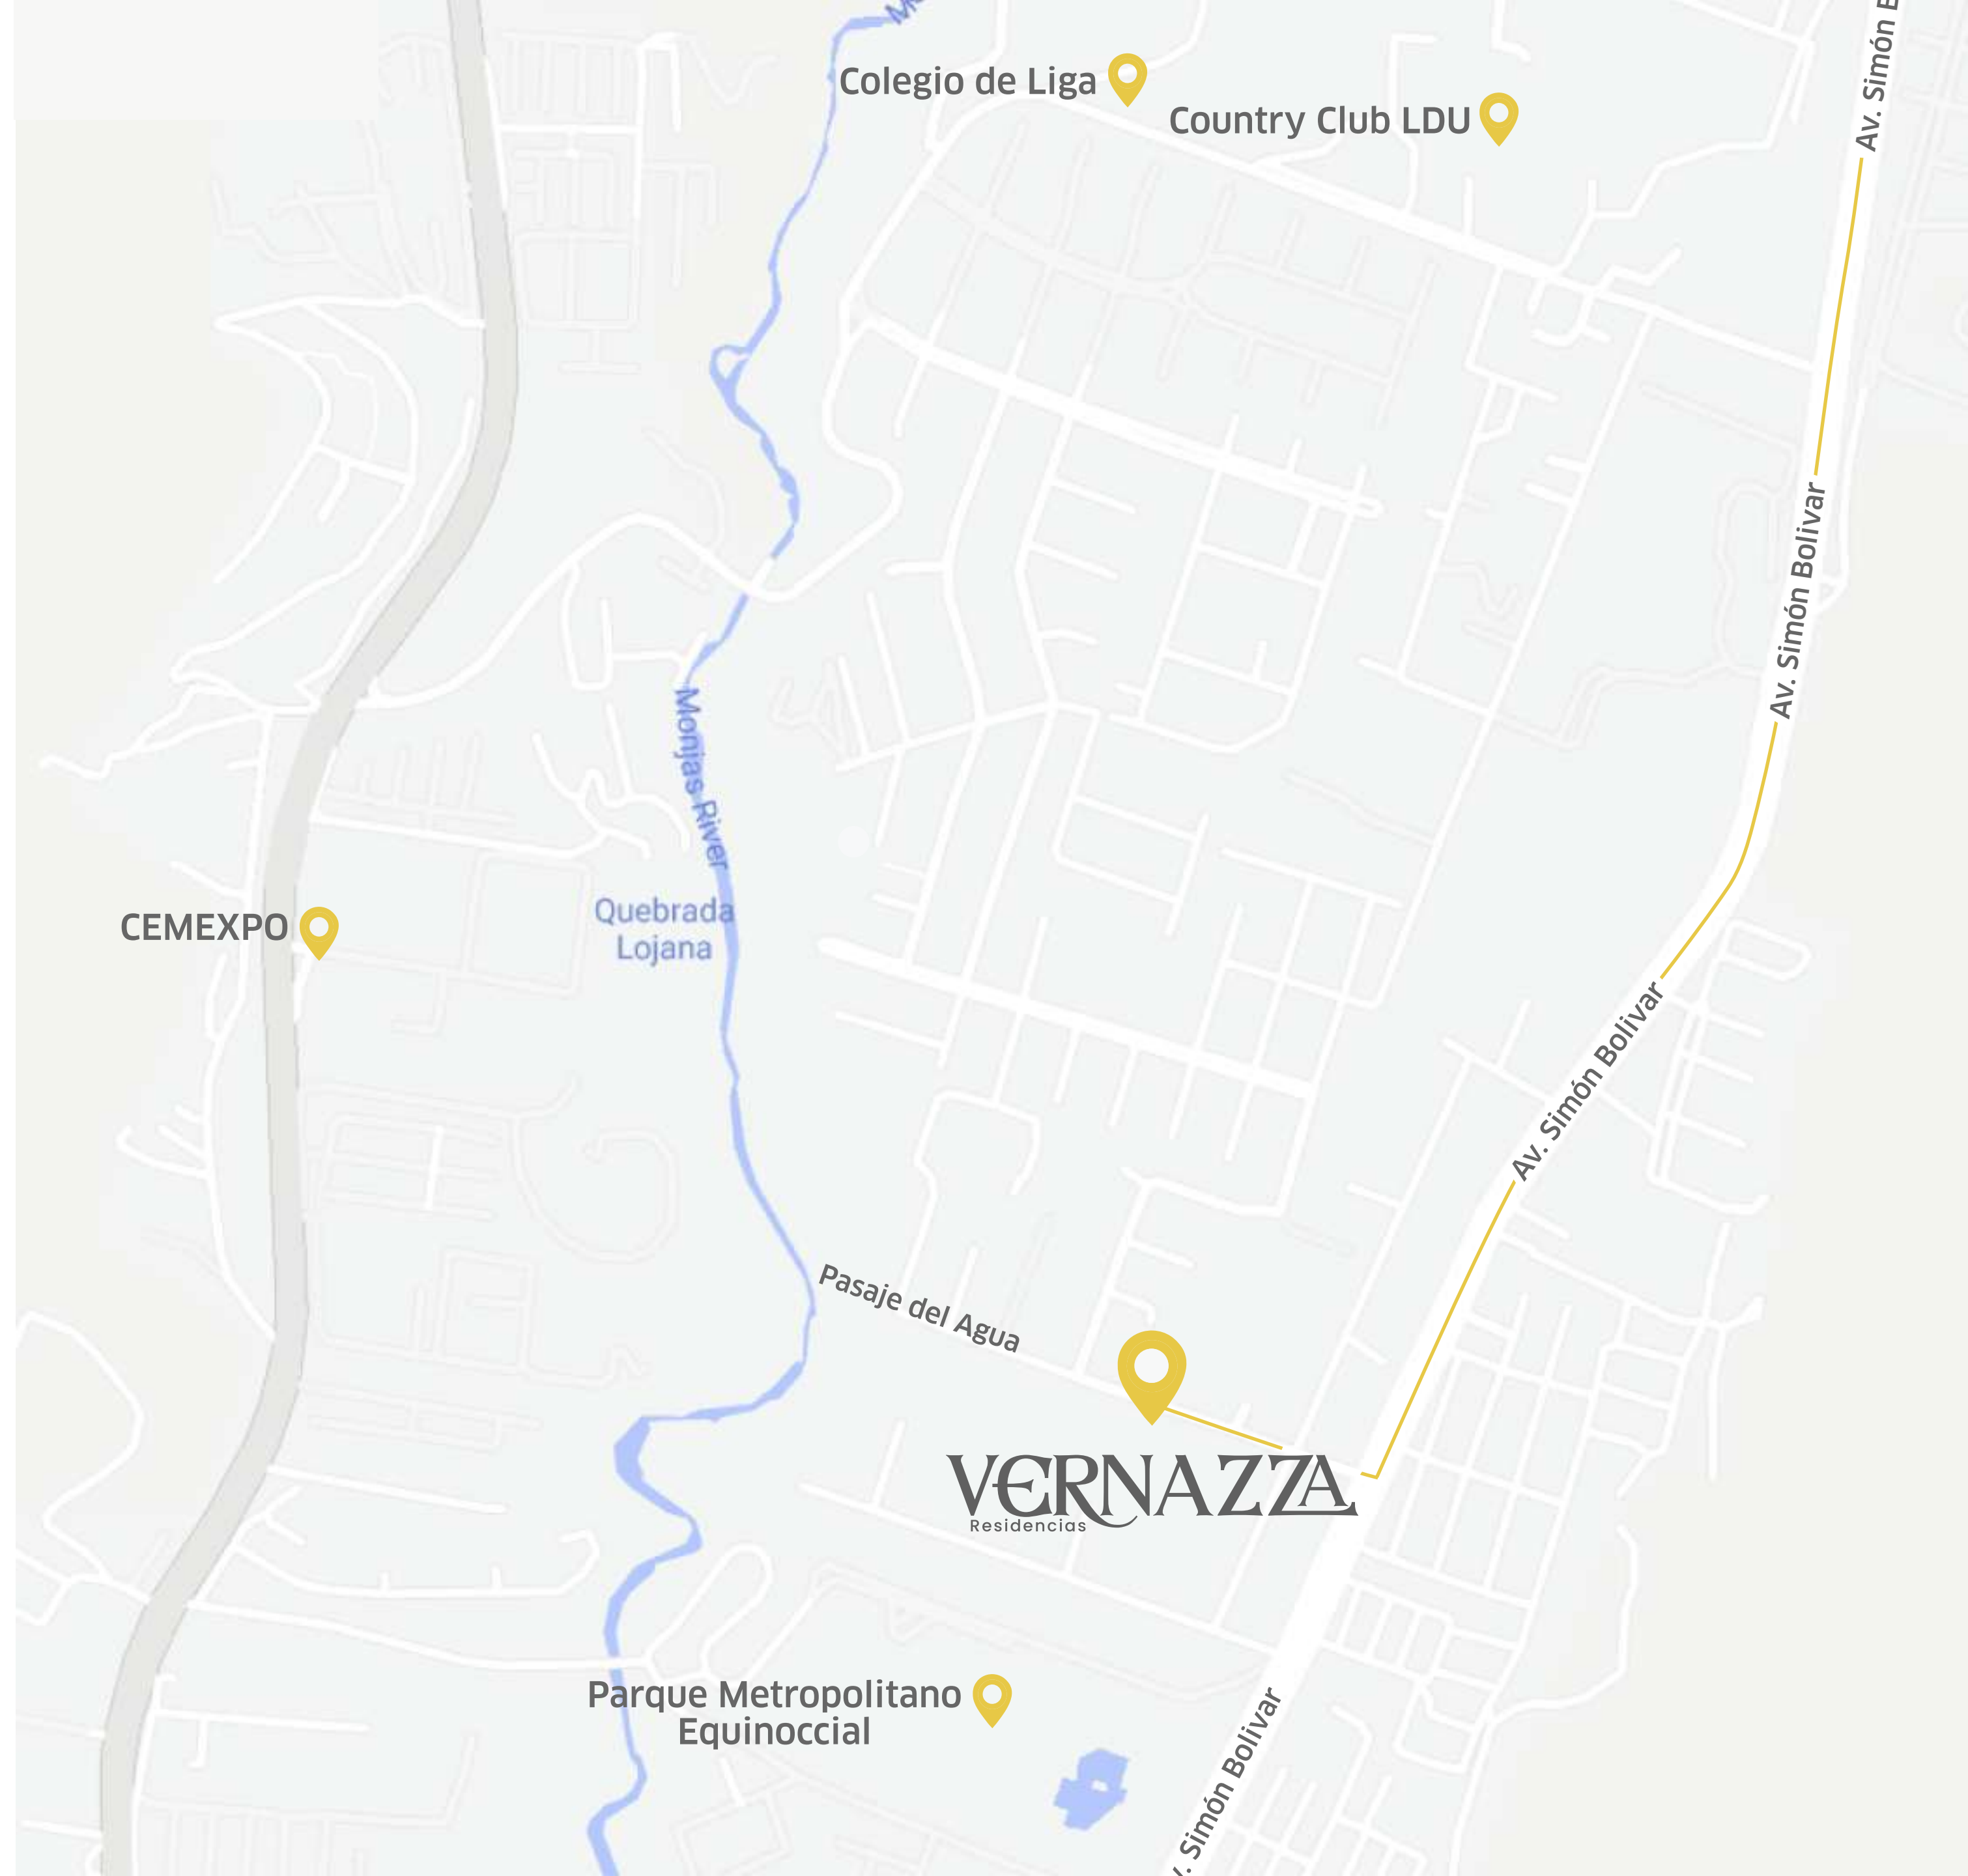 Colegio de Liga
Country Club LDU
Av. Simón B
Av. Simón Bolivar
Monjas River
Quebrada
Lojana
CEMEXPO
Av. Simón Bolivar
Pasaje del Agua
VERNAZZA
Residencias
Parque Metropolitano
Equinoccial
. Simón Bolivar